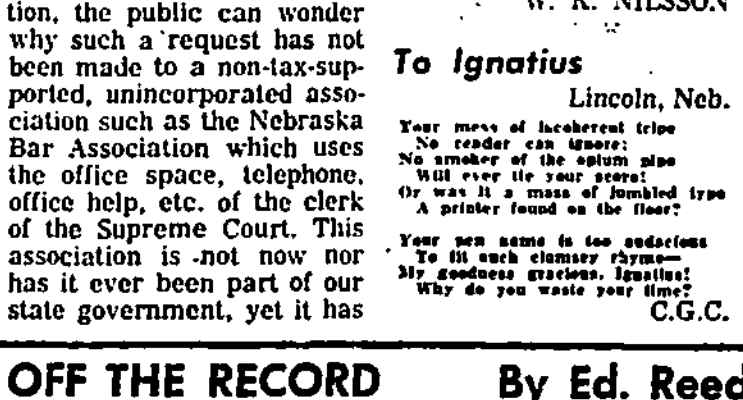 tion, the public can wonder
why such a request has not
been made to a non-tax-sup-
ported, unincorporated asso-
ciation such as the Nebraska
Bar Association which uses
the office space, telephone,
office help, etc. of the clerk
of the Supreme Court. This
association is not now nor
has it ever been part of our
state government, yet it has
W. R. NILSSON
To Ignatius
Lincoln, Neb.
Your mess of incoherent tripe
No reader can ignore;
No smoker of the opium pipe
Will ever tie your score!
Or was it a mass of jumbled type
A printer found on the floor?
Your pen name is too audacious
To fit such clumsy rhyme—
My goodness gracious, Ignatius!
Why do you waste your time?
C.G.C.
OFF THE RECORD
By Ed. Reed